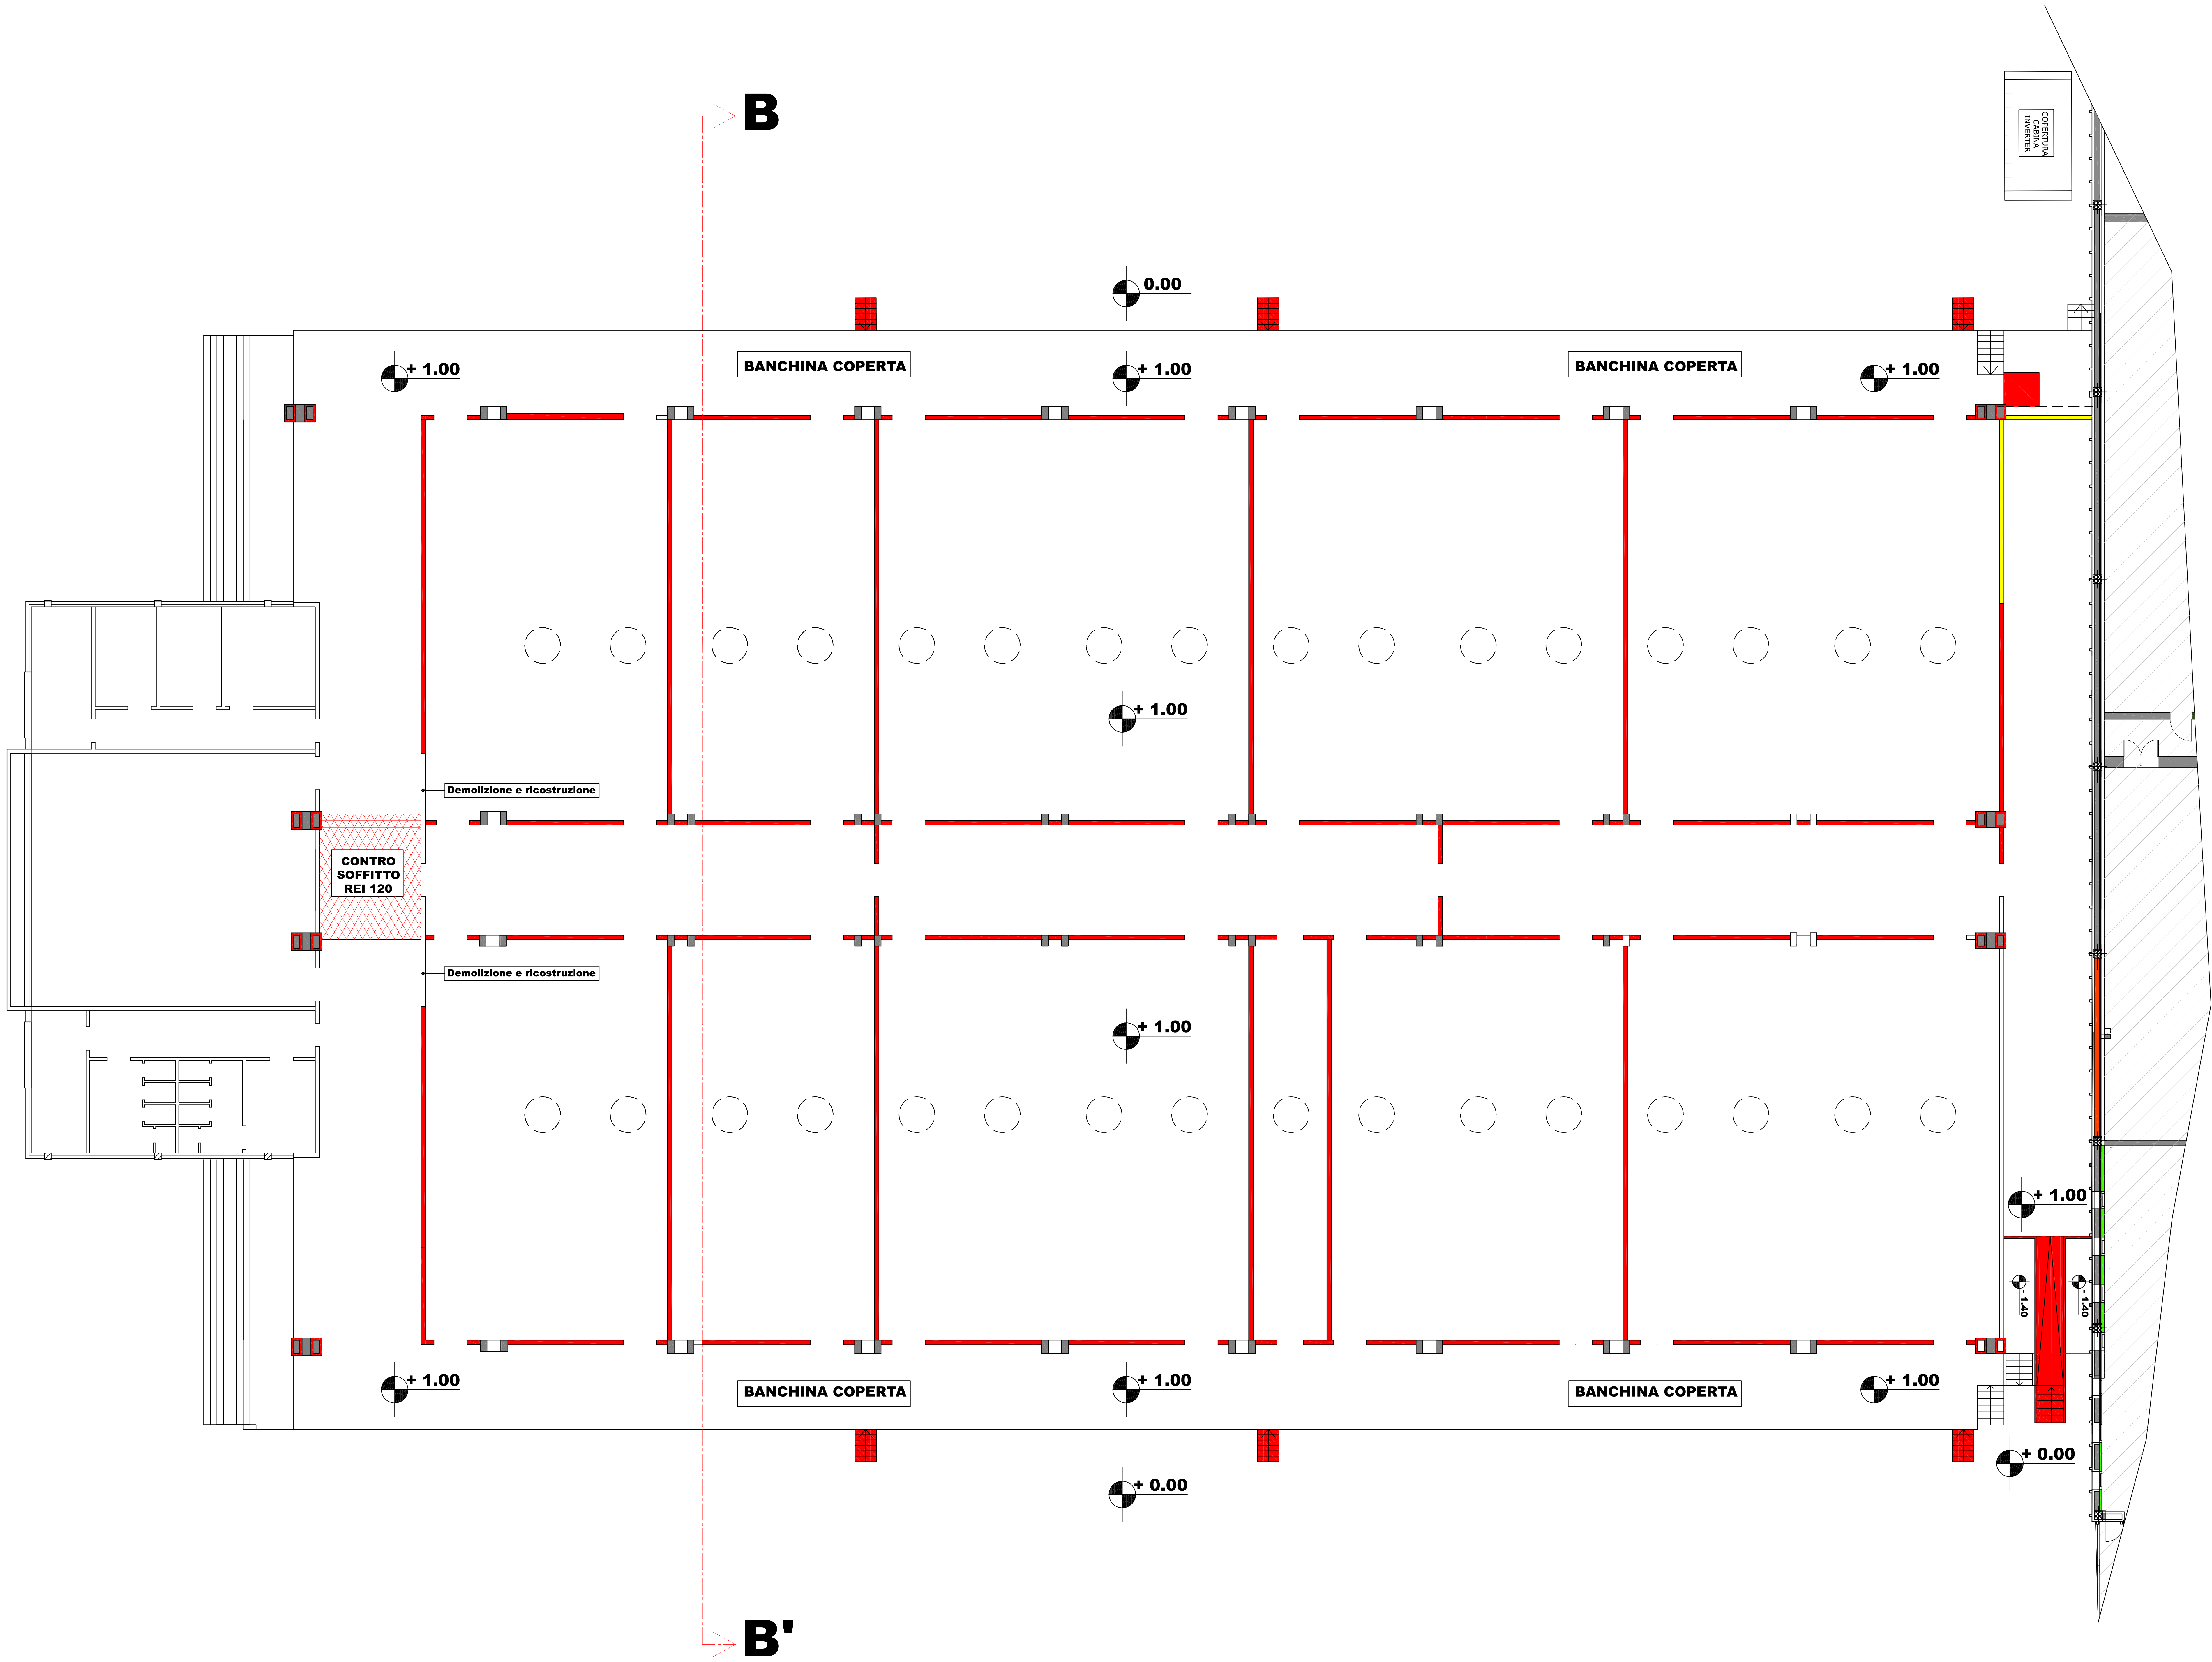 B
COPERTURA
CABINA
INVERTER
0.00
BANCHINA COPERTA
BANCHINA COPERTA
+ 1.00
+ 1.00
+ 1.00
+ 1.00
Demolizione e ricostruzione
CONTRO
SOFFITTO
REI 120
Demolizione e ricostruzione
+ 1.00
+ 1.00
- 1.40
- 1.40
+ 1.00
+ 1.00
+ 1.00
BANCHINA COPERTA
BANCHINA COPERTA
+ 0.00
+ 0.00
B'